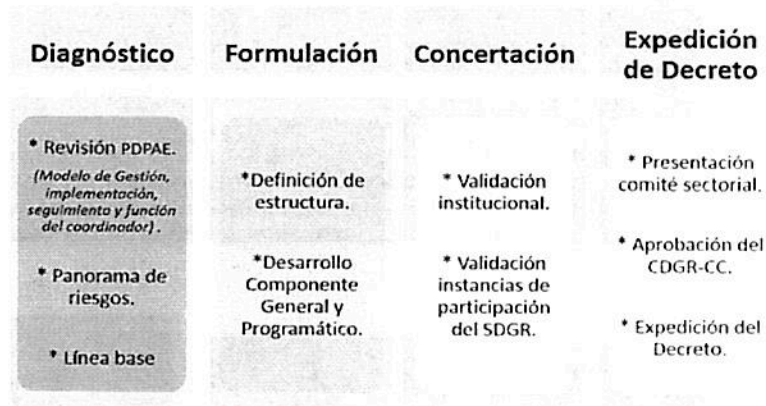 Diagnóstico
* Revisión PDPAE.
(Modelo de Gestión,
implementación,
seguimiento y función
del coordinador).
* Panorama de
riesgos.
* Línea base
Formulación
*Definición de
estructura.
*Desarrollo
Componente
General y
Programático.
Concertación
* Validación
institucional.
* Validación
instancias de
participación
del SDGR.
Expedición
de Decreto
* Presentación
comité sectorial.
* Aprobación del
CDGR-CC.
* Expedición del
Decreto.